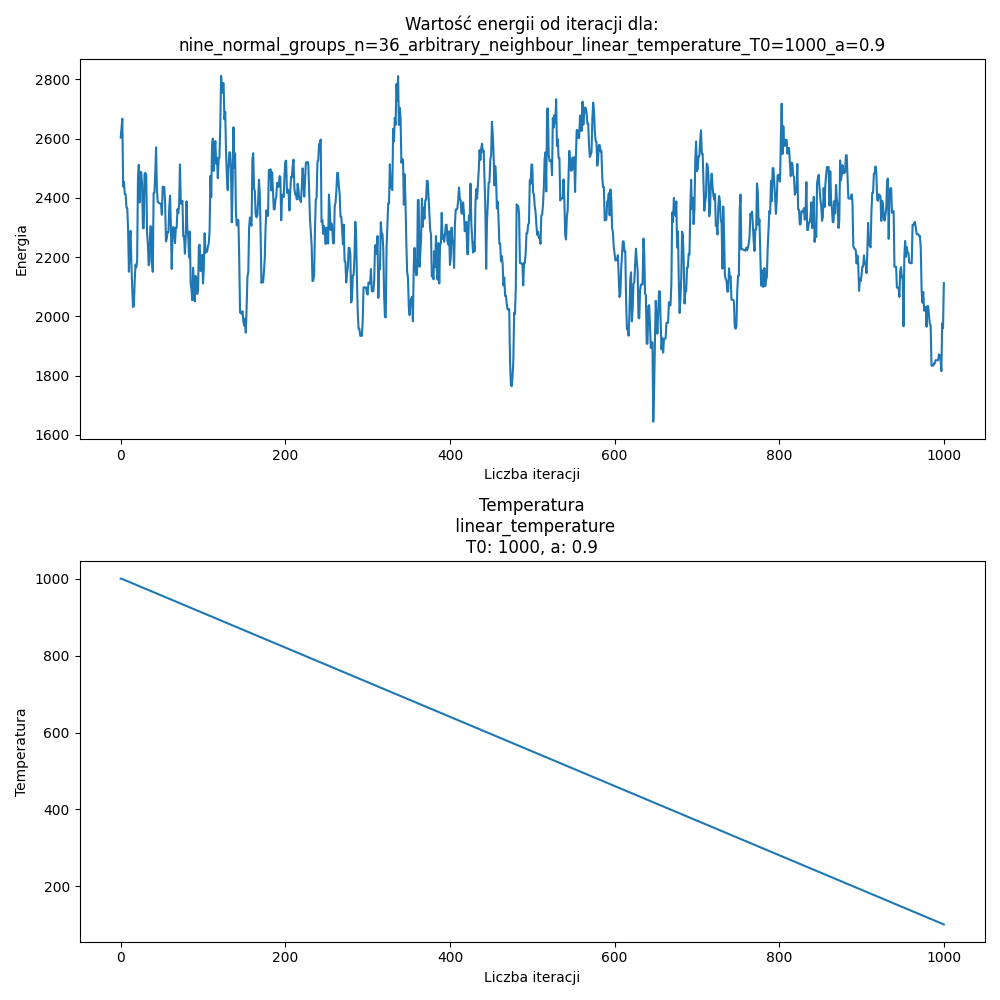 Wartość energii od iteracji dla:
nine_normal_groups_n=36_arbitrary_neighbour_linear_temperature_T0=1000_a=0.9
2800
2600
2400
2200
2000
1800
1600
Energia
0 200 400 600 800 1000
Liczba iteracji
Temperatura
linear_temperature
T0: 1000, a: 0.9
1000
800
600
400
200
Temperatura
0 200 400 600 800 1000
Liczba iteracji